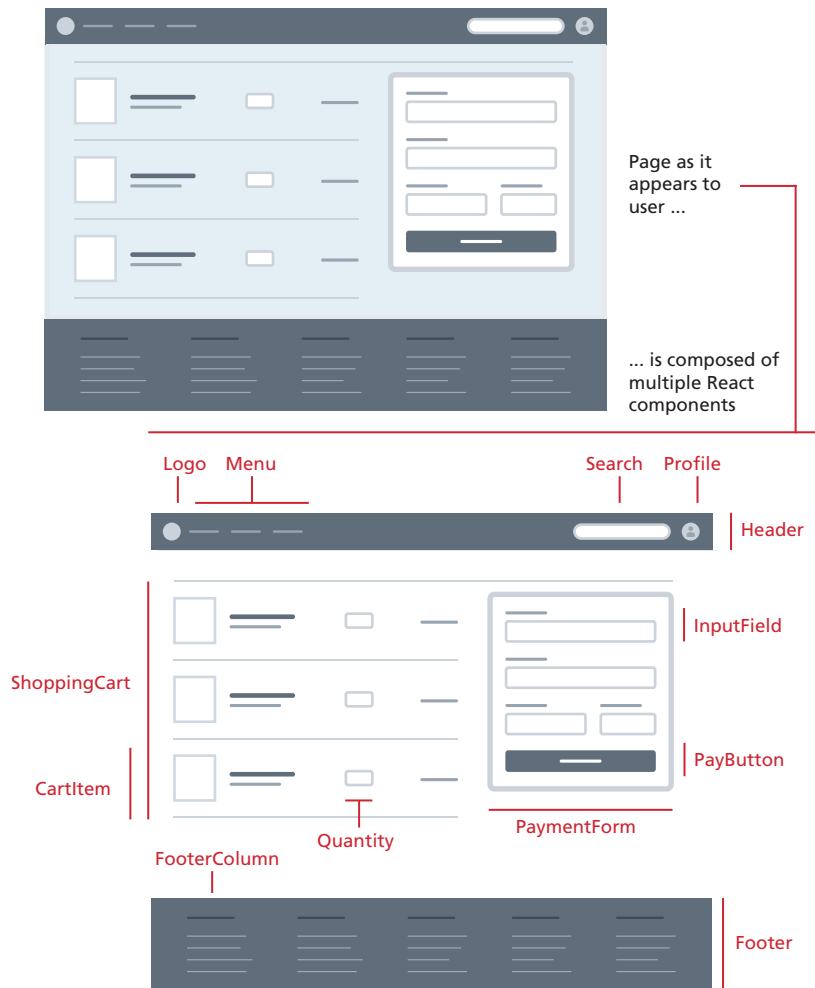 Page as it
appears to
user ...
... is composed of
multiple React
components
Logo
Menu
Search
Profile
Header
InputField
ShoppingCart
PayButton
CartItem
PaymentForm
Quantity
FooterColumn
Footer